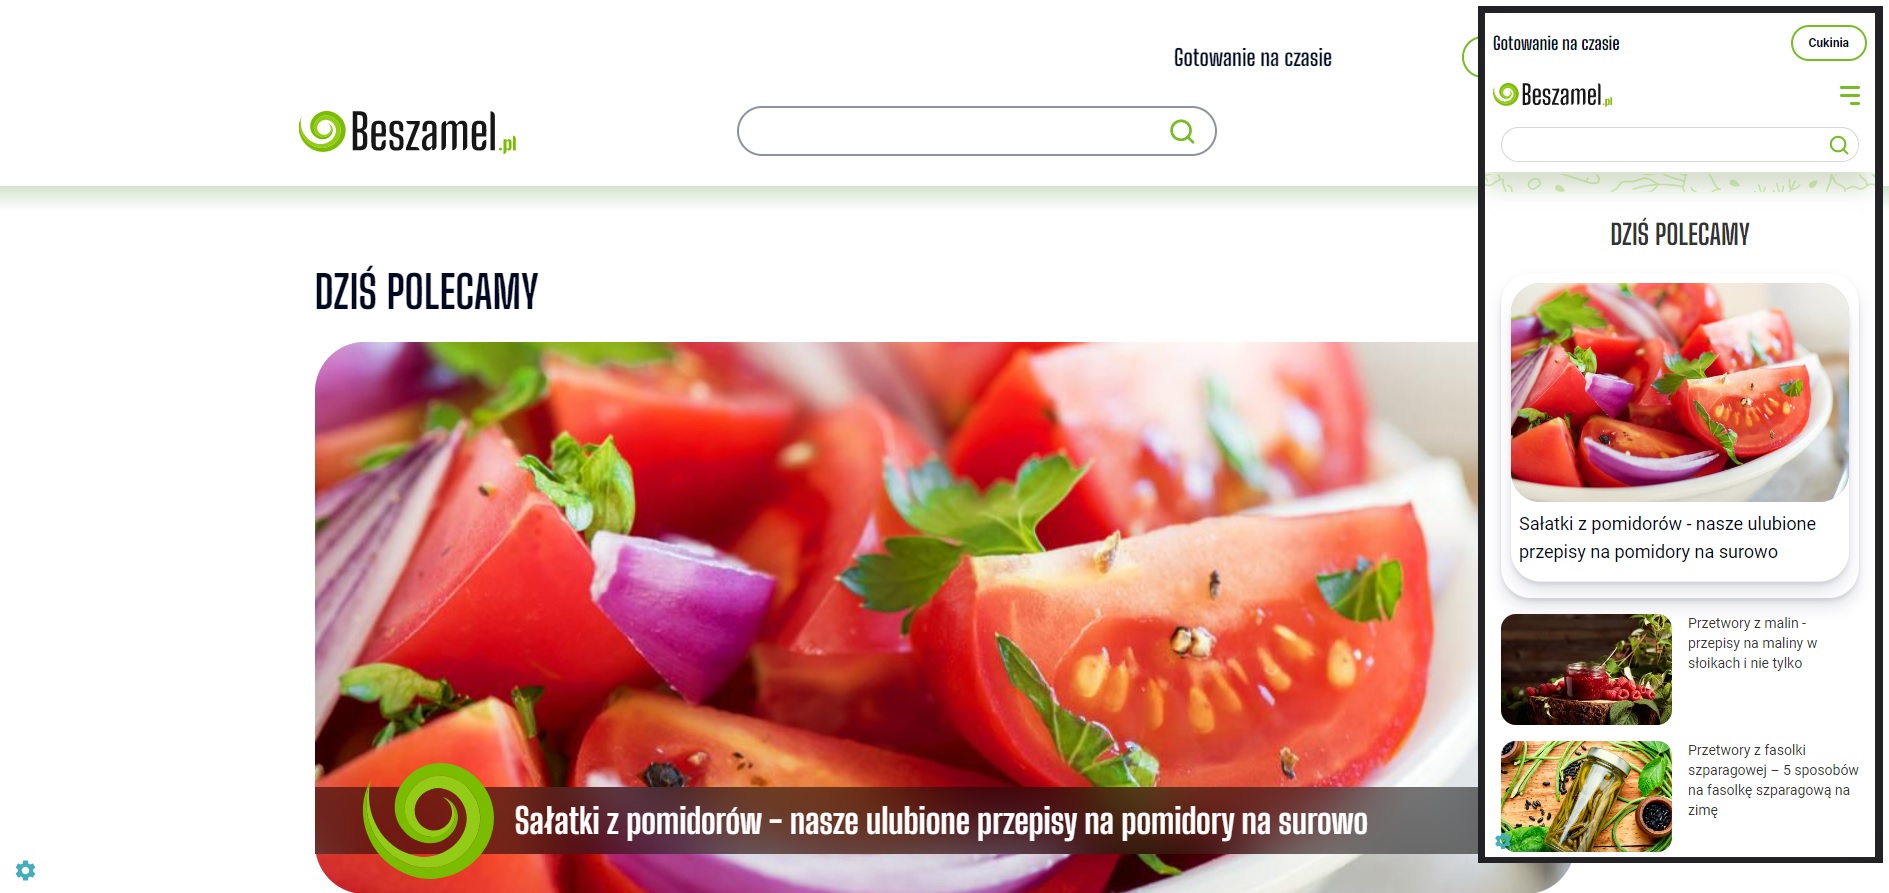 Gotowanie na czasie
Beszamel.pl
DZIŚ POLECAMY
Sałatki z pomidorów - nasze ulubione przepisy na pomidory na surowo
Gotowanie na czasie
Cukinia
Beszamel.pl
DZIŚ POLECAMY
Sałatki z pomidorów - nasze ulubione
przepisy na pomidory na surowo
Przetwory z malin -
przepisy na maliny w
słoikach i nie tylko
Przetwory z fasolki
szparagowej – 5 sposobów
na fasolkę szparagową na
zimę